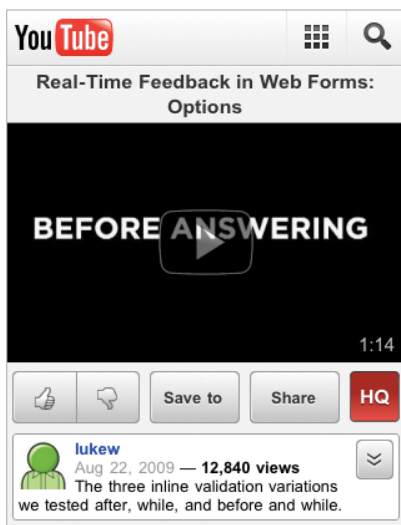 YouTube
Real-Time Feedback in Web Forms:
Options
BEFORE ANSWERING
1:14
Save to
Share
HQ
lukew
Aug 22, 2009 — 12,840 views
The three inline validation variations
we tested after, while, and before and while.